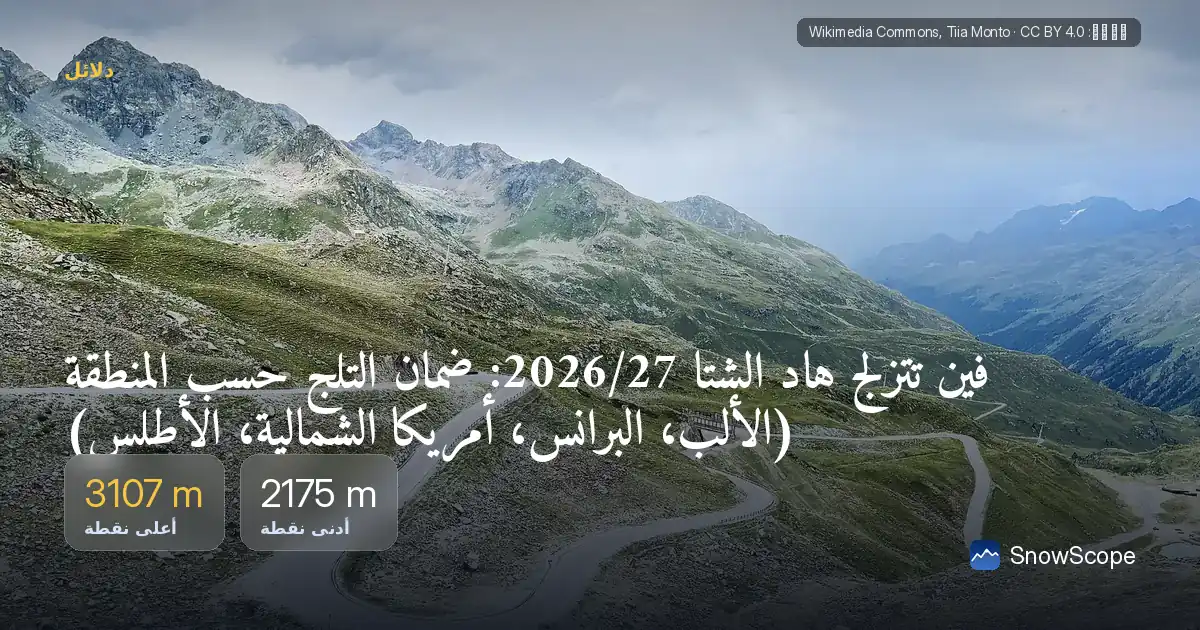 Wikimedia Commons, Tiia Monto · CC BY 4.0 :
دلائل
فين تتزلج هاد الشتا 2026/27: ضمان التلج حسب المنطقة
(الألب، البرانس، أمريكا الشمالية، الأطلس)
3107 m
أعلى نقطة
2175 m
أدنى نقطة
SnowScope